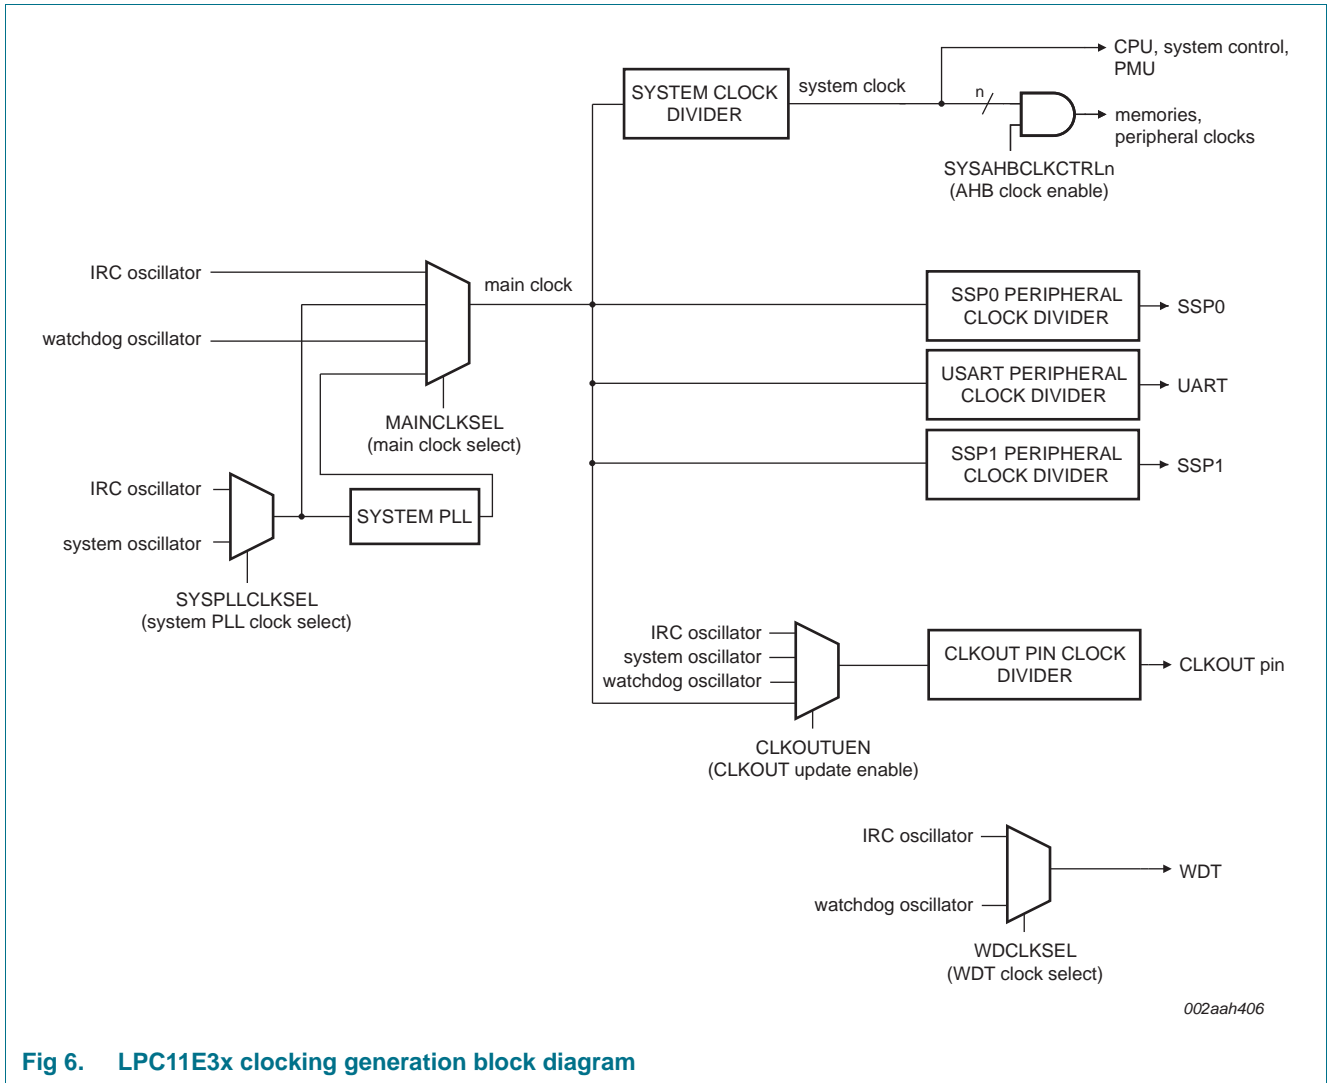 CPU, system control,
PMU
SYSTEM CLOCK
DIVIDER
system clock
n
memories,
peripheral clocks
SYSAHBCLKCTRLn
(AHB clock enable)
IRC oscillator
main clock
watchdog oscillator
MAINCLKSEL
(main clock select)
SSP0 PERIPHERAL
CLOCK DIVIDER
SSP0
USART PERIPHERAL
CLOCK DIVIDER
UART
SSP1 PERIPHERAL
CLOCK DIVIDER
SSP1
IRC oscillator
system oscillator
SYSTEM PLL
SYSPLLCLKSEL
(system PLL clock select)
IRC oscillator
system oscillator
watchdog oscillator
CLKOUT PIN CLOCK
DIVIDER
CLKOUT pin
CLKOUTUEN
(CLKOUT update enable)
IRC oscillator
watchdog oscillator
WDT
WDCLKSEL
(WDT clock select)
002aah406
Fig 6. LPC11E3x clocking generation block diagram